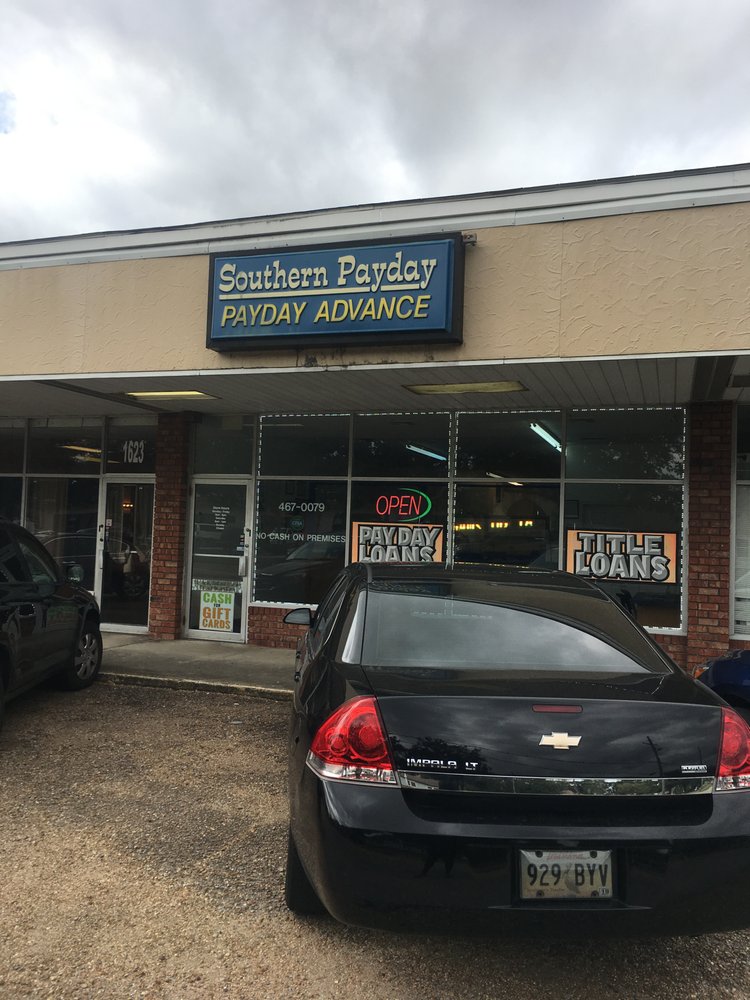 Southern Payday
PAYDAY ADVANCE
1623
467-0079
NO CASH ON PREMISES
OPEN
PAYDAY
LOANS
TITLE
LOANS
CASH
FOR
GIFT
CARDS
IMPALA LT
Louisiana
929 BYV